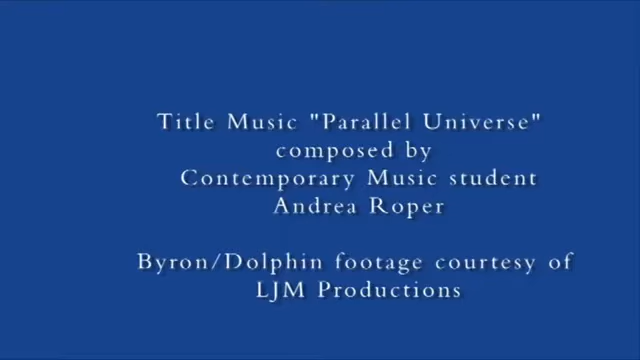 Title Music "Parallel Universe"
composed by
Contemporary Music student
Andrea Roper
Byron/Dolphin footage courtesy of
LJM Productions